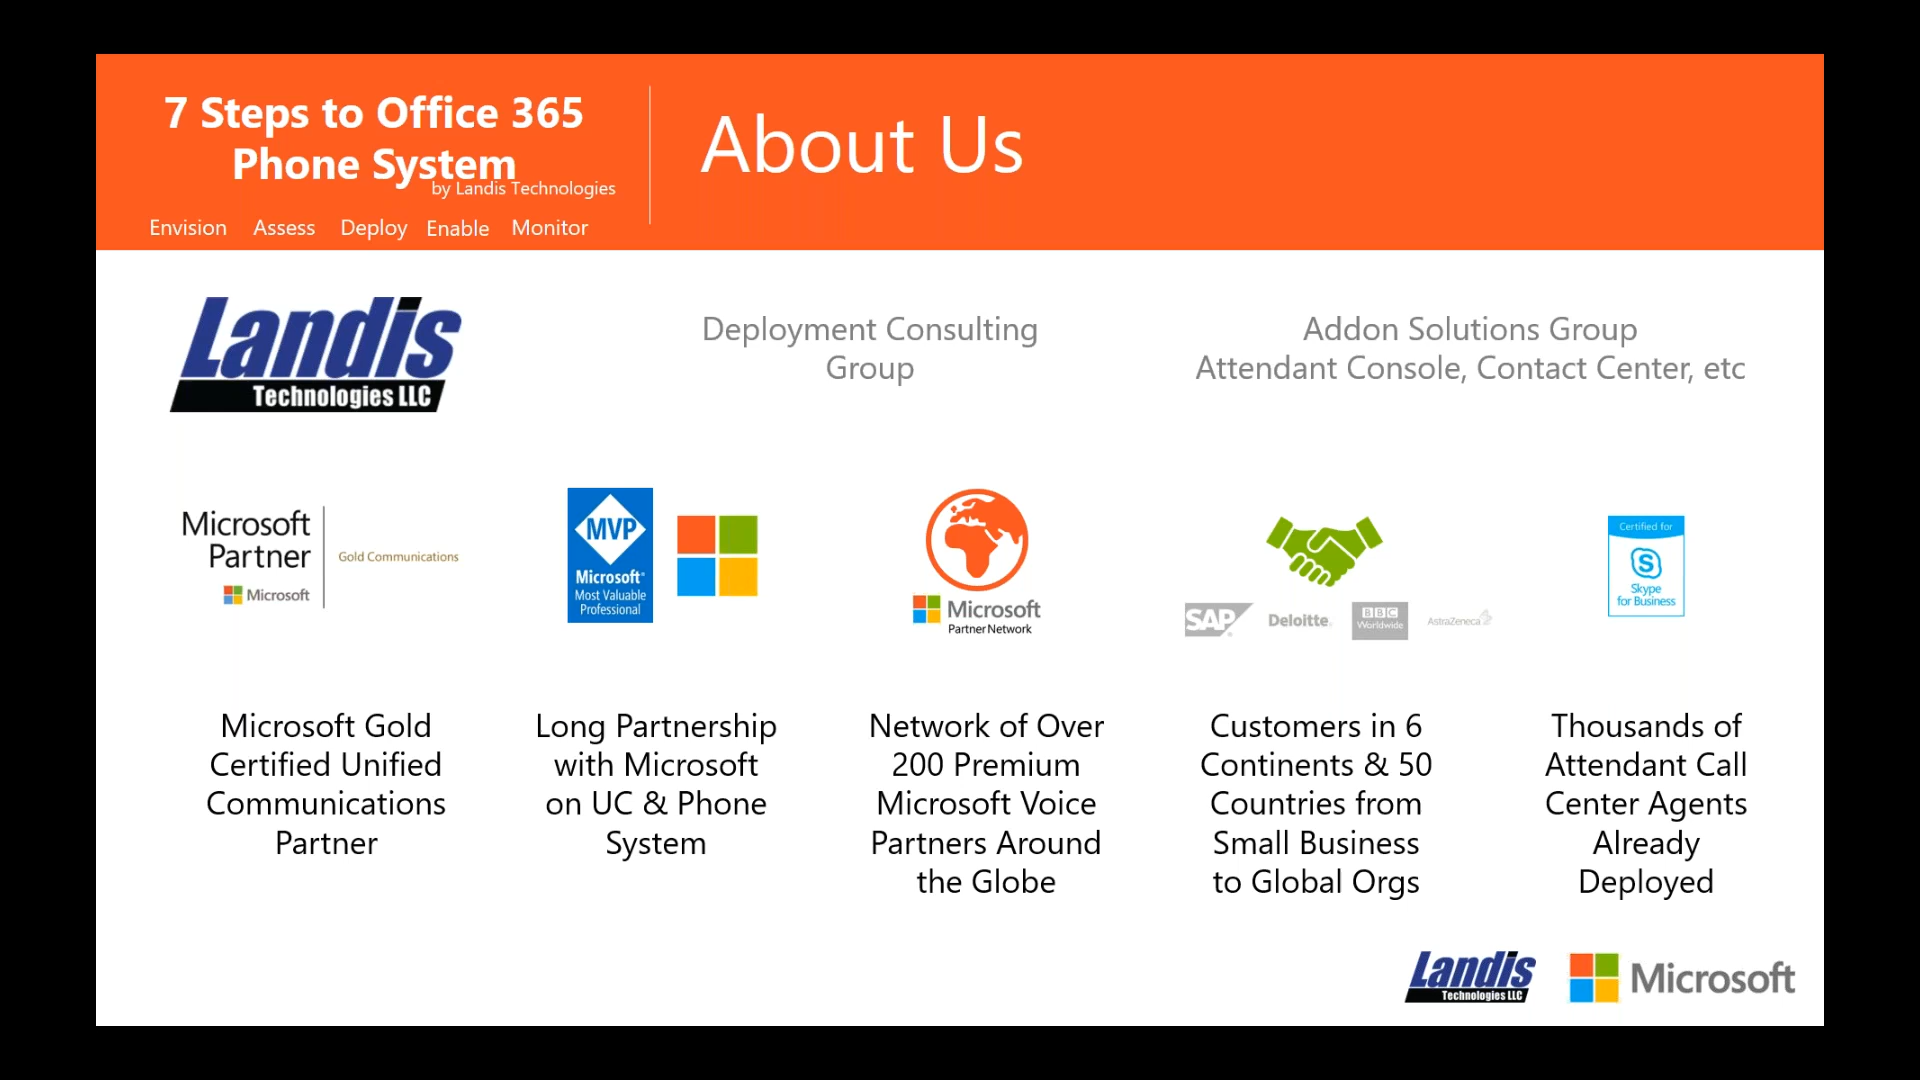 7 Steps to Office 365
Phone System
by Landis Technologies
Envision Assess Deploy Enable Monitor
About Us
Landis
Technologies LLC
Deployment Consulting
Group
Addon Solutions Group
Attendant Console, Contact Center, etc
Microsoft
Partner
Microsoft
Gold Communications
MVP
Microsoft®
Most Valuable
Professional
Microsoft
Partner Network
SAP
Deloitte.
BBC
Worldwide
AstraZeneca
Certified for
S
Skype
for Business
Microsoft Gold
Certified Unified
Communications
Partner
Long Partnership
with Microsoft
on UC & Phone
System
Network of Over
200 Premium
Microsoft Voice
Partners Around
the Globe
Customers in 6
Continents & 50
Countries from
Small Business
to Global Orgs
Thousands of
Attendant Call
Center Agents
Already
Deployed
Landis
Technologies LLC
Microsoft